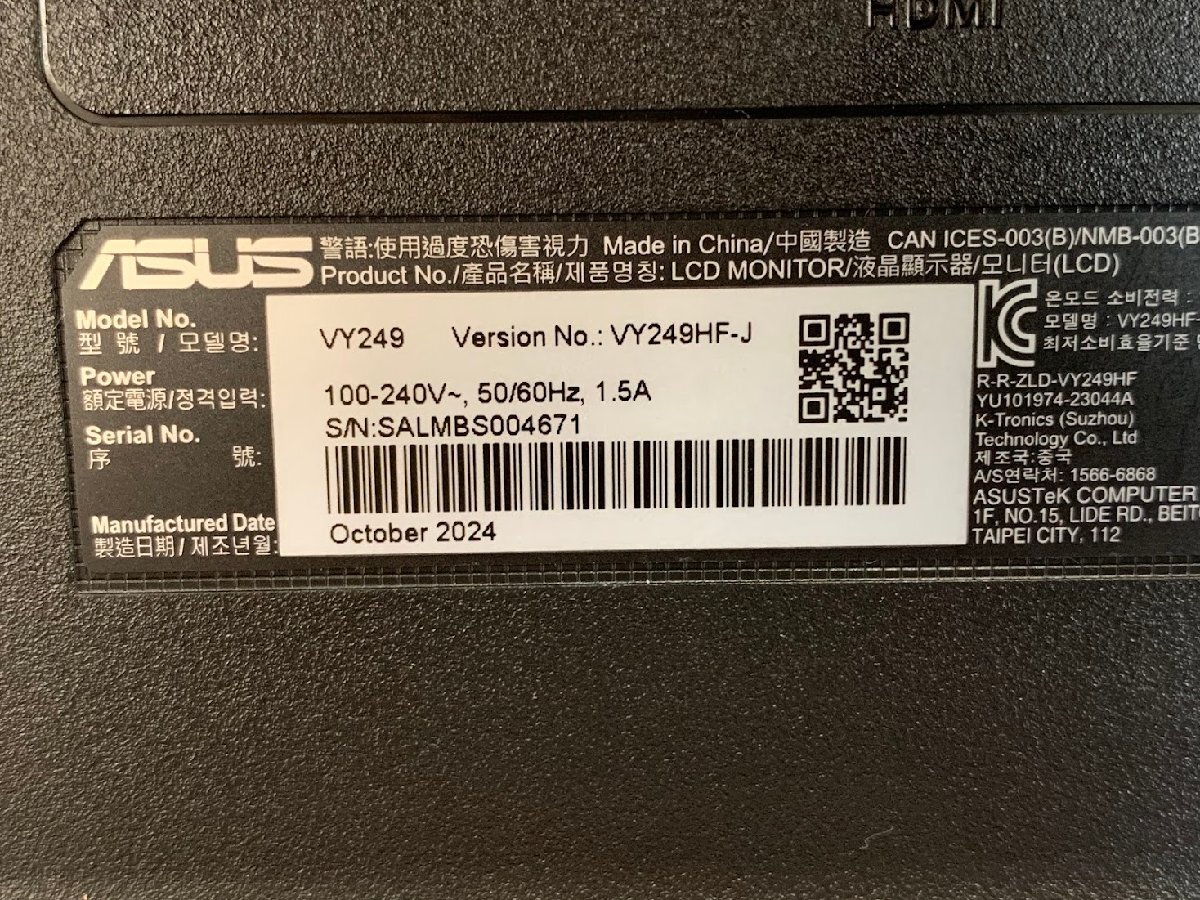 HDMI
ASUS
警語:使用過度恐傷害視力 Made in China/中國製造 CAN ICES-003(B)/NMB-003(B
Product No./產品名稱/제품명칭: LCD MONITOR/液晶顯示器/모니터(LCD)
Model No.
型 號 / 모델명:
VY249 Version No.: VY249HF-J
Power
額定電源/정격입력:
100-240V~, 50/60Hz, 1.5A
Serial No.
序 號:
S/N:SALMBS004671
Manufactured Date
製造日期/제조년월:
October 2024
온모드 소비전력 :
모델명 : VY249HF-
최저소비효율기준
R-R-ZLD-VY249HF
YU101974-23044A
K-Tronics (Suzhou)
Technology Co., Ltd
제조국:중국
A/S연락처: 1566-6868
ASUSTeK COMPUTER
1F, NO.15, LIDE RD., BEITO
TAIPEI CITY, 112